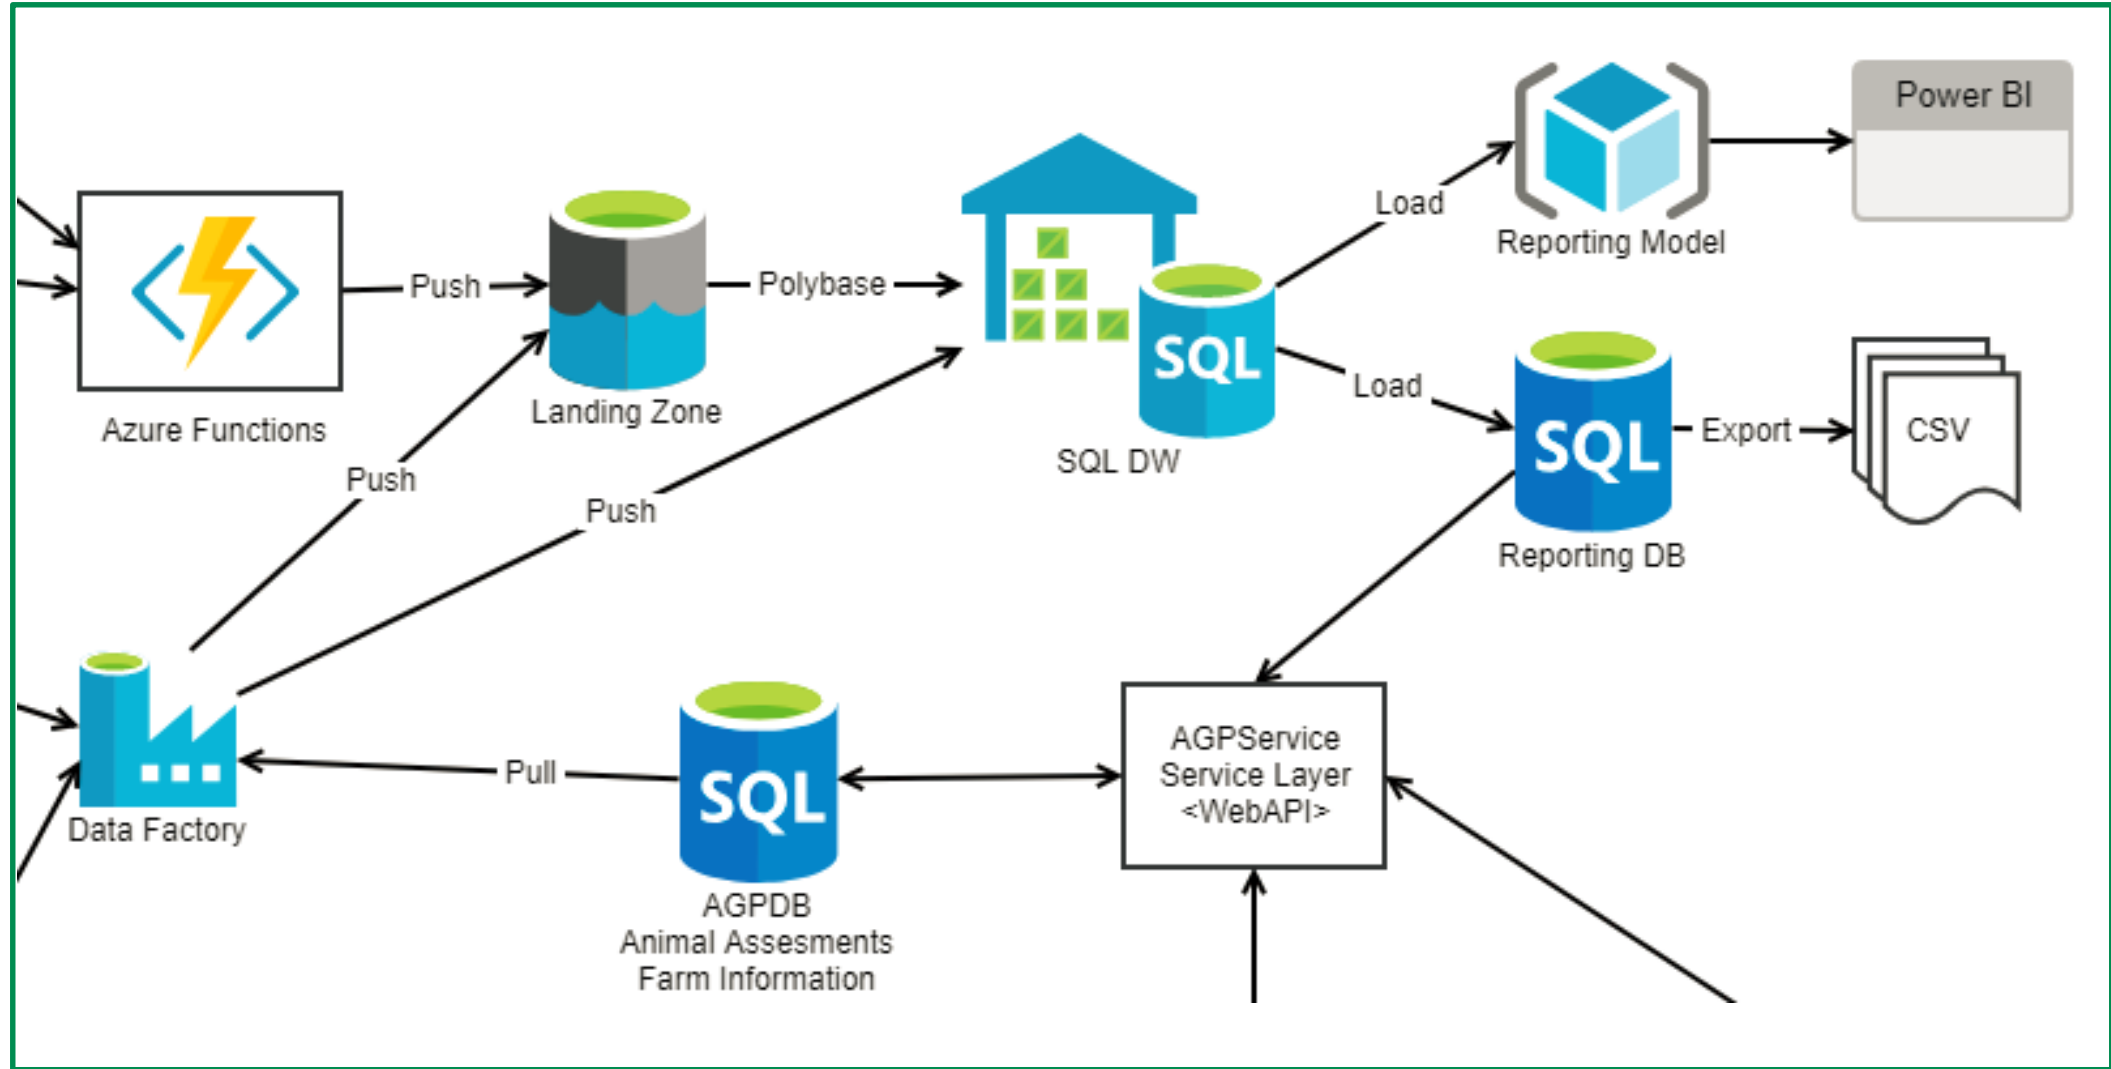 Power BI
Load
Reporting Model
Push
Polybase
SQL
Azure Functions
Landing Zone
SQL DW
Load
SQL
Export
CSV
Reporting DB
Push
Push
Data Factory
Pull
SQL
AGPDB
Animal Assesments
Farm Information
AGPService
Service Layer
<WebAPI>